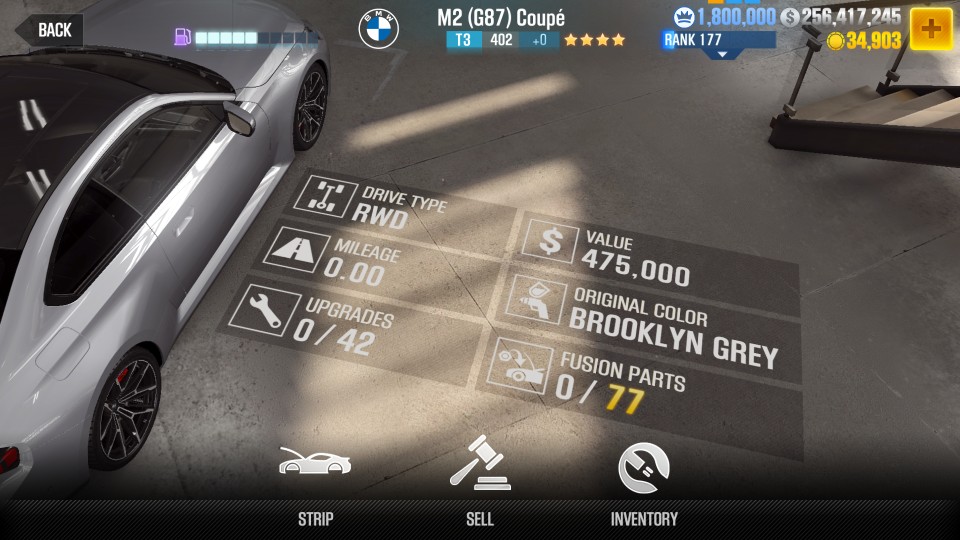 BACK
BMW
M2 (G87) Coupé
T3 402 +0
1,800,000
$ 256,417,245
RANK 177
34,903
DRIVE TYPE
RWD
MILEAGE
0.00
UPGRADES
0 / 42
$ VALUE
475,000
ORIGINAL COLOR
BROOKLYN GREY
FUSION PARTS
0 / 77
STRIP
SELL
INVENTORY